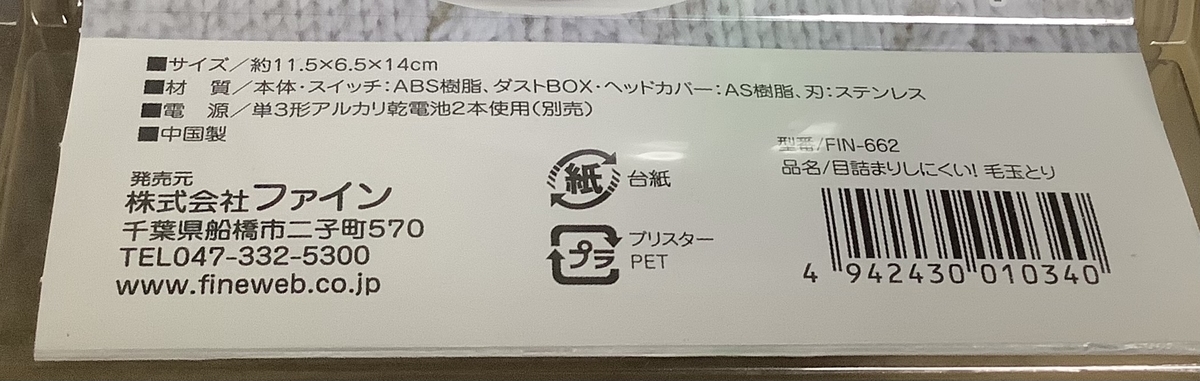 ■サイズ／約11.5×6.5×14cm
■材　質／本体・スイッチ：ABS樹脂、ダストBOX・ヘッドカバー：AS樹脂、刃：ステンレス
■電　源／単3形アルカリ乾電池2本使用（別売）
■中国製
発売元
株式会社ファイン
千葉県船橋市二子町570
TEL047-332-5300
www.fineweb.co.jp
紙 台紙
プラ ブリスター
PET
型番/FIN-662
品名/目詰まりしにくい！毛玉とり
4 942430 010340